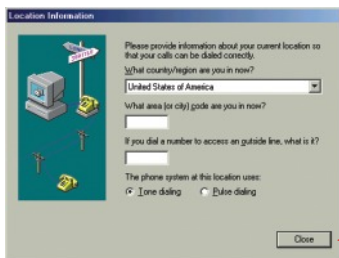 Location Information
Please provide information about your current location so
that your calls can be dialed correctly.
What country/region are you in now?
United States of America
What area (or city) code are you in now?
If you dial a number to access an outside line, what is it?
The phone system at this location uses:
Tone dialing
Pulse dialing
Close